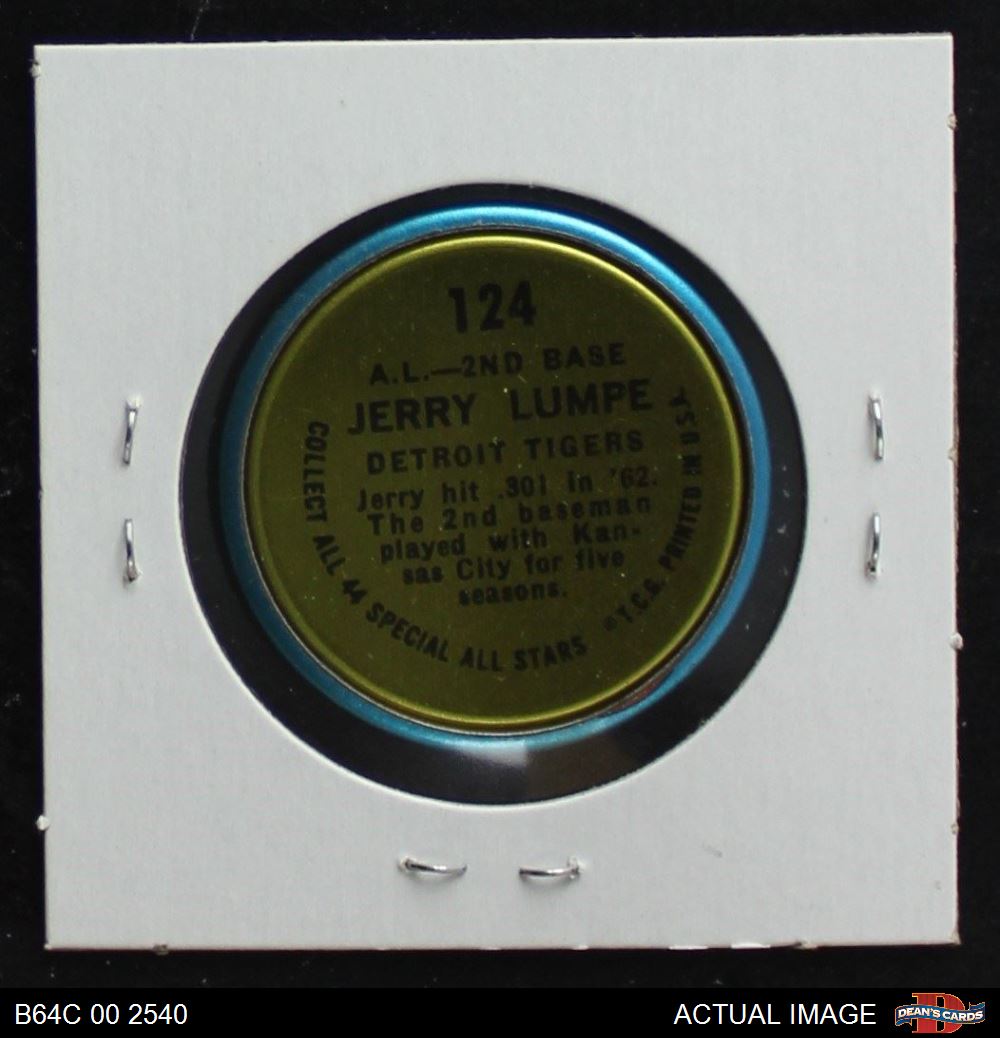 124
A.L.—2ND BASE
JERRY LUMPE
DETROIT TIGERS
Jerry hit .301 in '62.
The 2nd baseman
played with Kan-
sas City for five
seasons.
COLLECT ALL 44 SPECIAL ALL STARS
©T.C.G. PRINTED IN U.S.A.
B64C 00 2540
ACTUAL IMAGE
DEAN'S CARDS